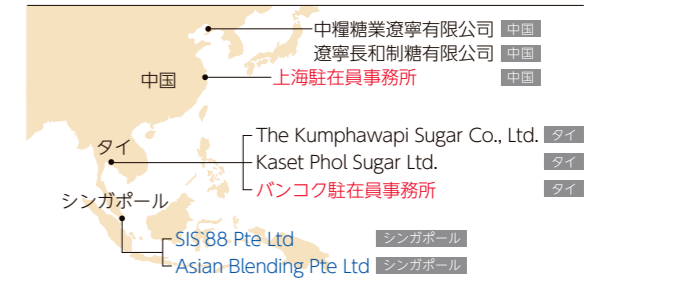 中糧糖業遼寧有限公司 中国
遼寧長和制糖有限公司 中国
中国
上海駐在員事務所 中国
タイ
The Kumphawapi Sugar Co., Ltd. タイ
Kaset Phol Sugar Ltd. タイ
バンコク駐在員事務所 タイ
シンガポール
SIS`88 Pte Ltd シンガポール
Asian Blending Pte Ltd シンガポール